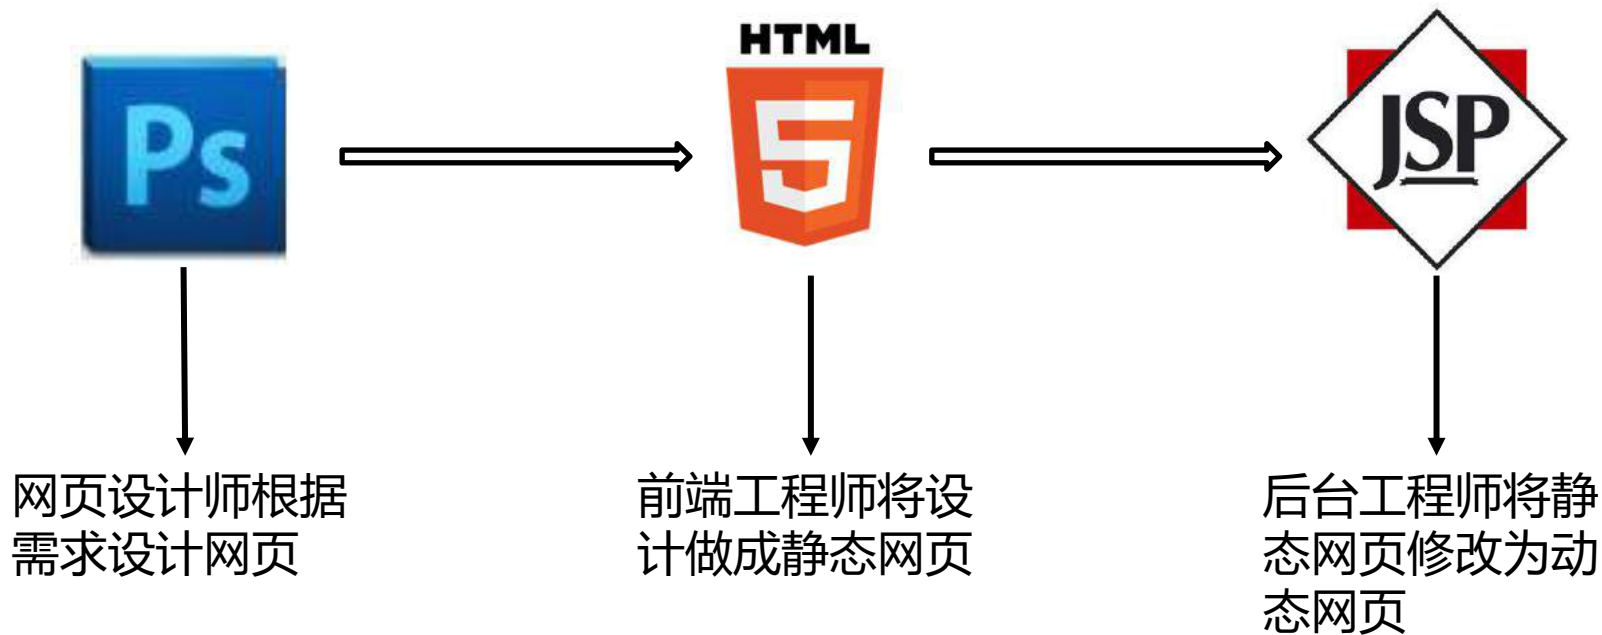 Ps
HTML
5
JSP
网页设计师根据
需求设计网页
前端工程师将设
计做成静态网页
后台工程师将静
态网页修改为动
态网页